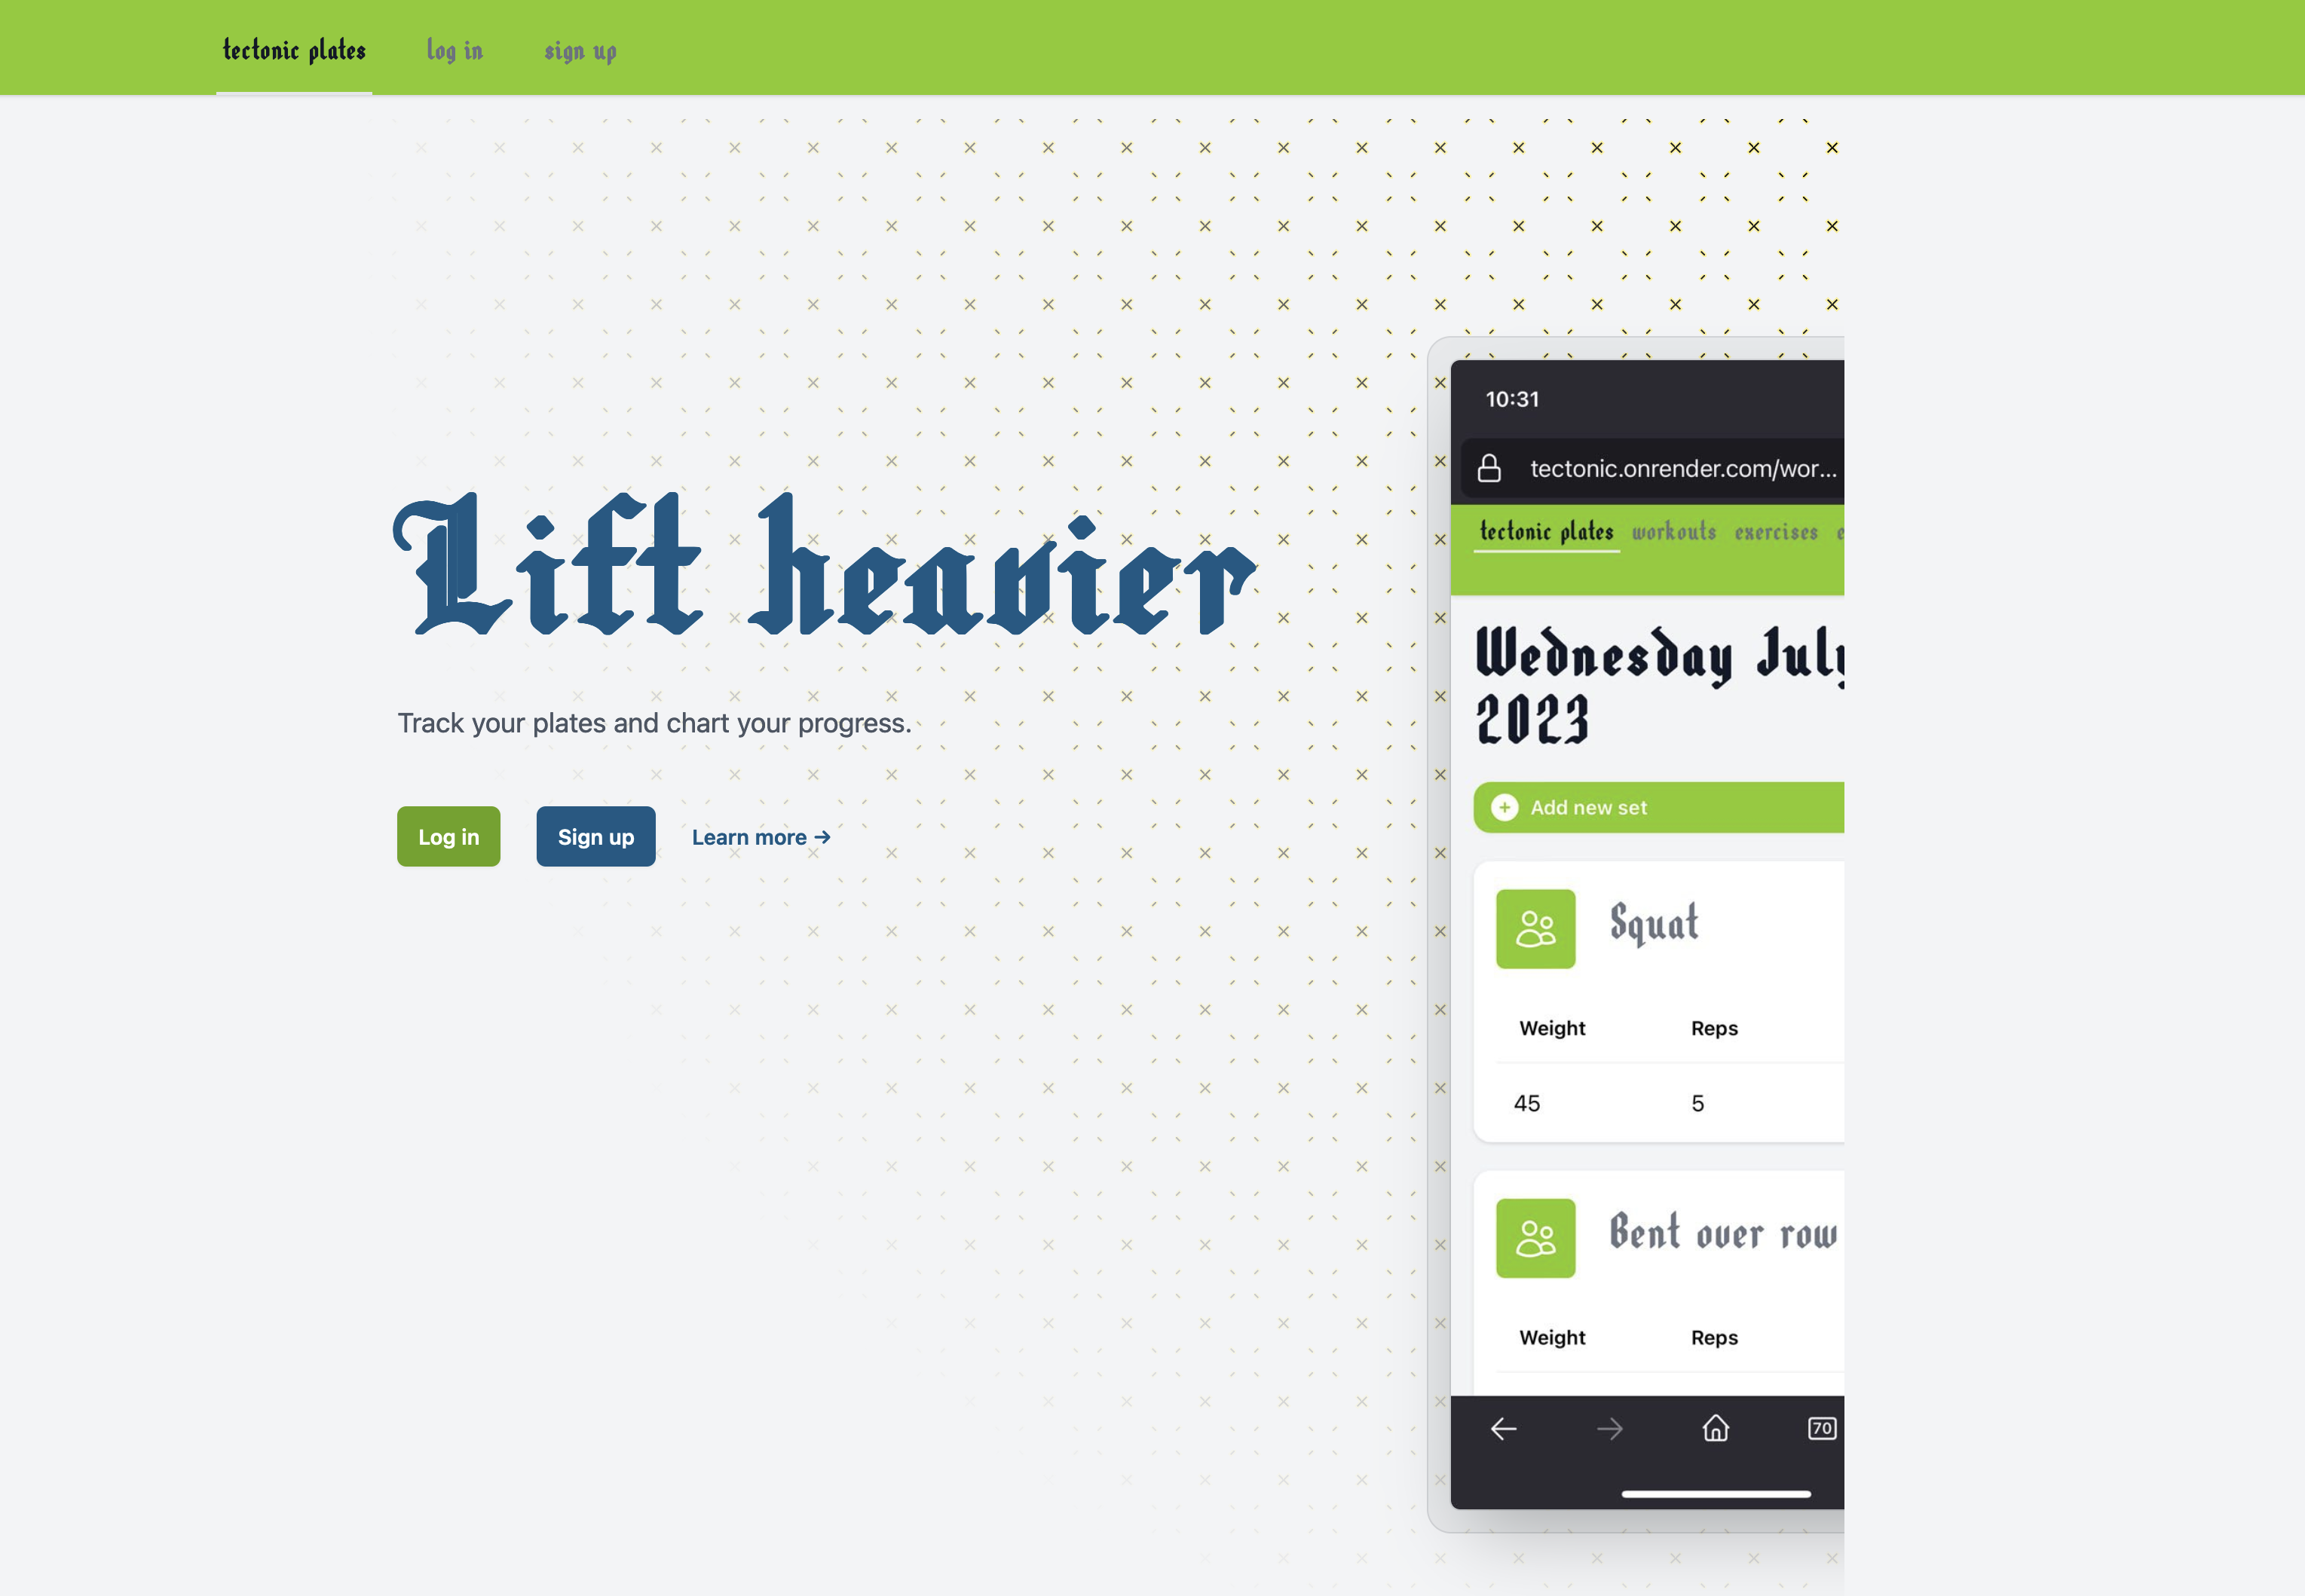 tectonic plates log in sign up
Lift heavier
Track your plates and chart your progress.
Log in Sign up Learn more →
10:31
tectonic.onrender.com/wor...
tectonic plates workouts exercises e
Wednesday July
2023
+ Add new set
Squat
Weight Reps
45 5
Bent over row
Weight Reps
70